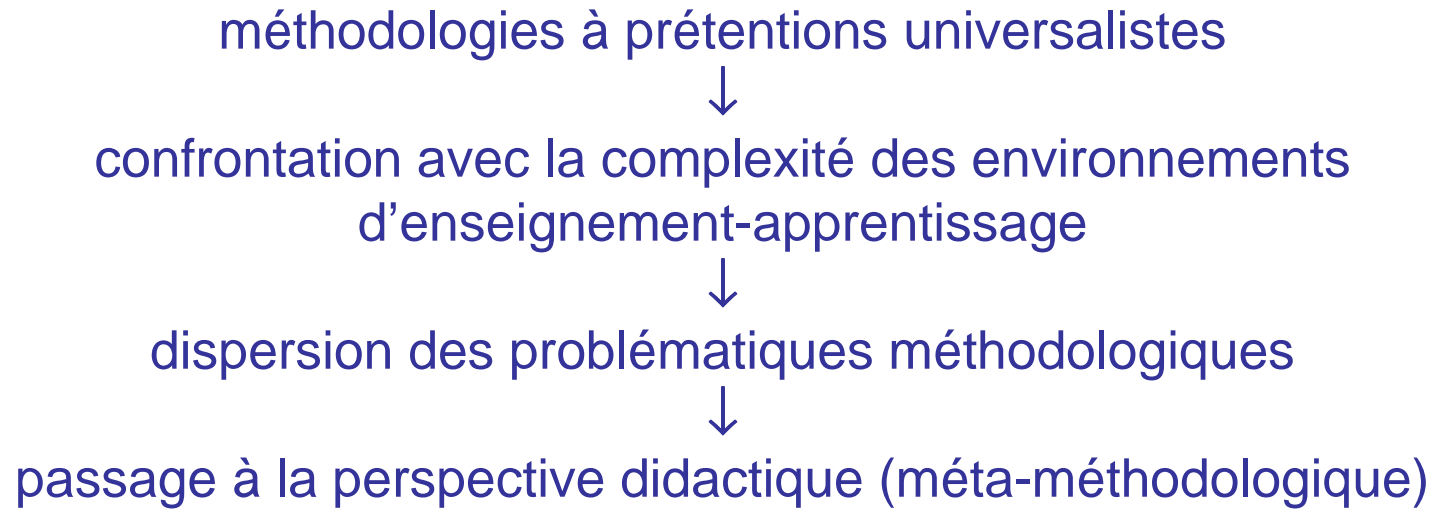 méthodologies à prétentions universalistes
↓
confrontation avec la complexité des environnements
d’enseignement-apprentissage
↓
dispersion des problématiques méthodologiques
↓
passage à la perspective didactique (méta-méthodologique)